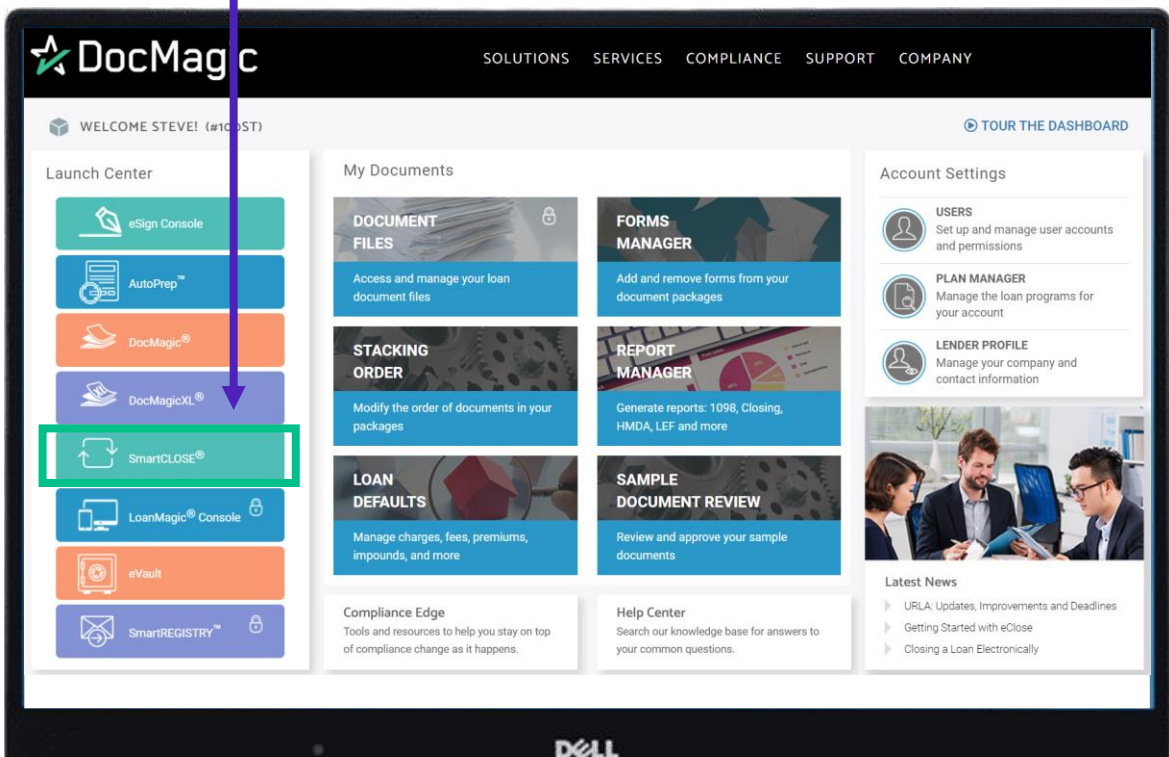 DocMagic
SOLUTIONS SERVICES COMPLIANCE SUPPORT COMPANY
WELCOME STEVE! (#100ST)
TOUR THE DASHBOARD
Launch Center
eSign Console
AutoPrep™
DocMagic®
DocMagicXL®
SmartCLOSE®
LoanMagic® Console
eVault
SmartREGISTRY™
My Documents
DOCUMENT
FILES
Access and manage your loan
document files
FORMS
MANAGER
Add and remove forms from your
document packages
STACKING
ORDER
Modify the order of documents in your
packages
REPORT
MANAGER
Generate reports: 1098, Closing,
HMDA, LEF and more
LOAN
DEFAULTS
Manage charges, fees, premiums,
impounds, and more
SAMPLE
DOCUMENT REVIEW
Review and approve your sample
documents
Compliance Edge
Tools and resources to help you stay on top
of compliance change as it happens.
Help Center
Search our knowledge base for answers to
your common questions.
Account Settings
USERS
Set up and manage user accounts
and permissions
PLAN MANAGER
Manage the loan programs for
your account
LENDER PROFILE
Manage your company and
contact information
Latest News
URLA: Updates, Improvements and Deadlines
Getting Started with eClose
Closing a Loan Electronically
DELL